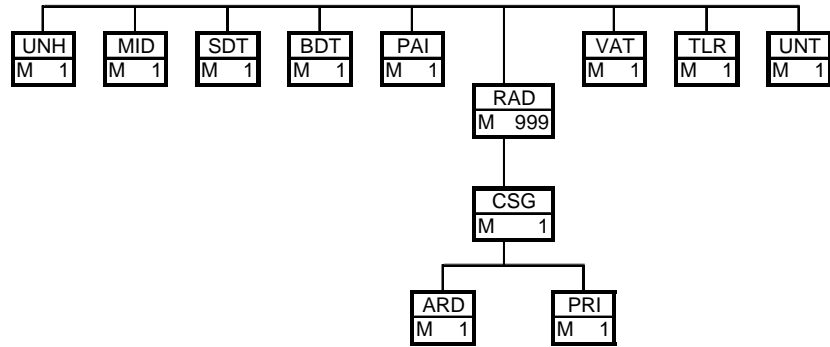 UNH MID SDT BDT PAI VAT TLR UNT
M 1 M 1 M 1 M 1 M 1 M 1 M 1 M 1
RAD
M 999
CSG
M 1
ARD PRI
M 1 M 1